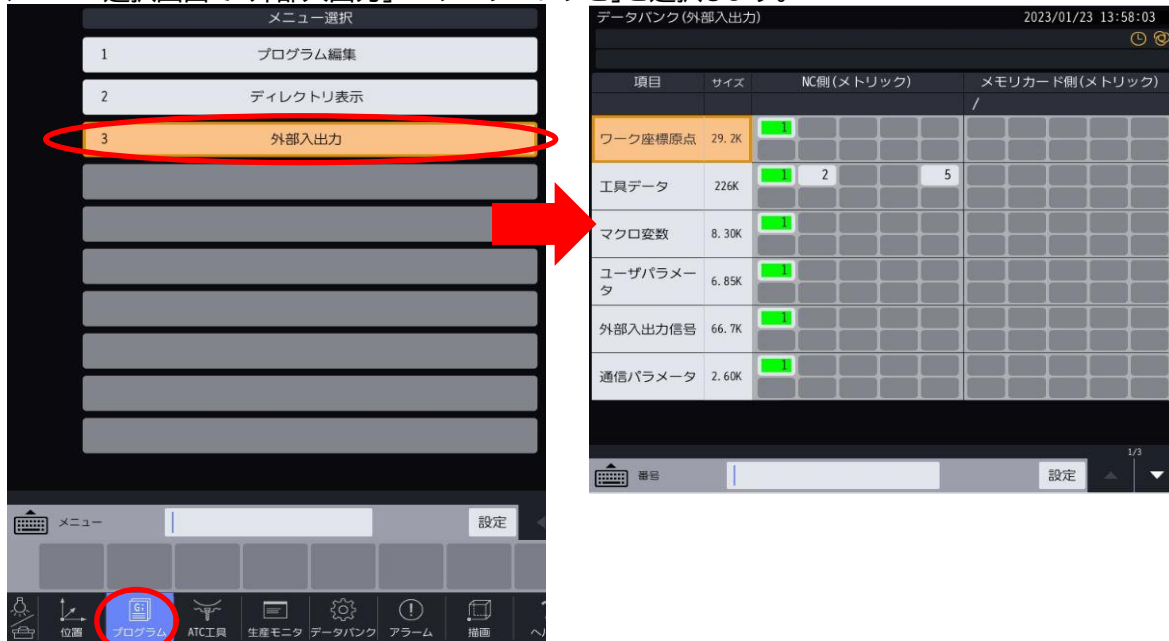 メニュー選択
1 プログラム編集
2 ディレクトリ表示
3 外部入出力
メニュー 設定
位置 プログラム ATC工具 生産モニタ データバンク アラーム 描画
データバンク(外部入出力) 2023/01/23 13:58:03
項目 サイズ NC側(メトリック) メモリカード側(メトリック)
/
ワーク座標原点 29.2K 1
工具データ 226K 1 2 5
マクロ変数 8.30K 1
ユーザパラメー
タ 6.85K 1
外部入出力信号 66.7K 1
通信パラメータ 2.60K 1
1/3
番号 設定